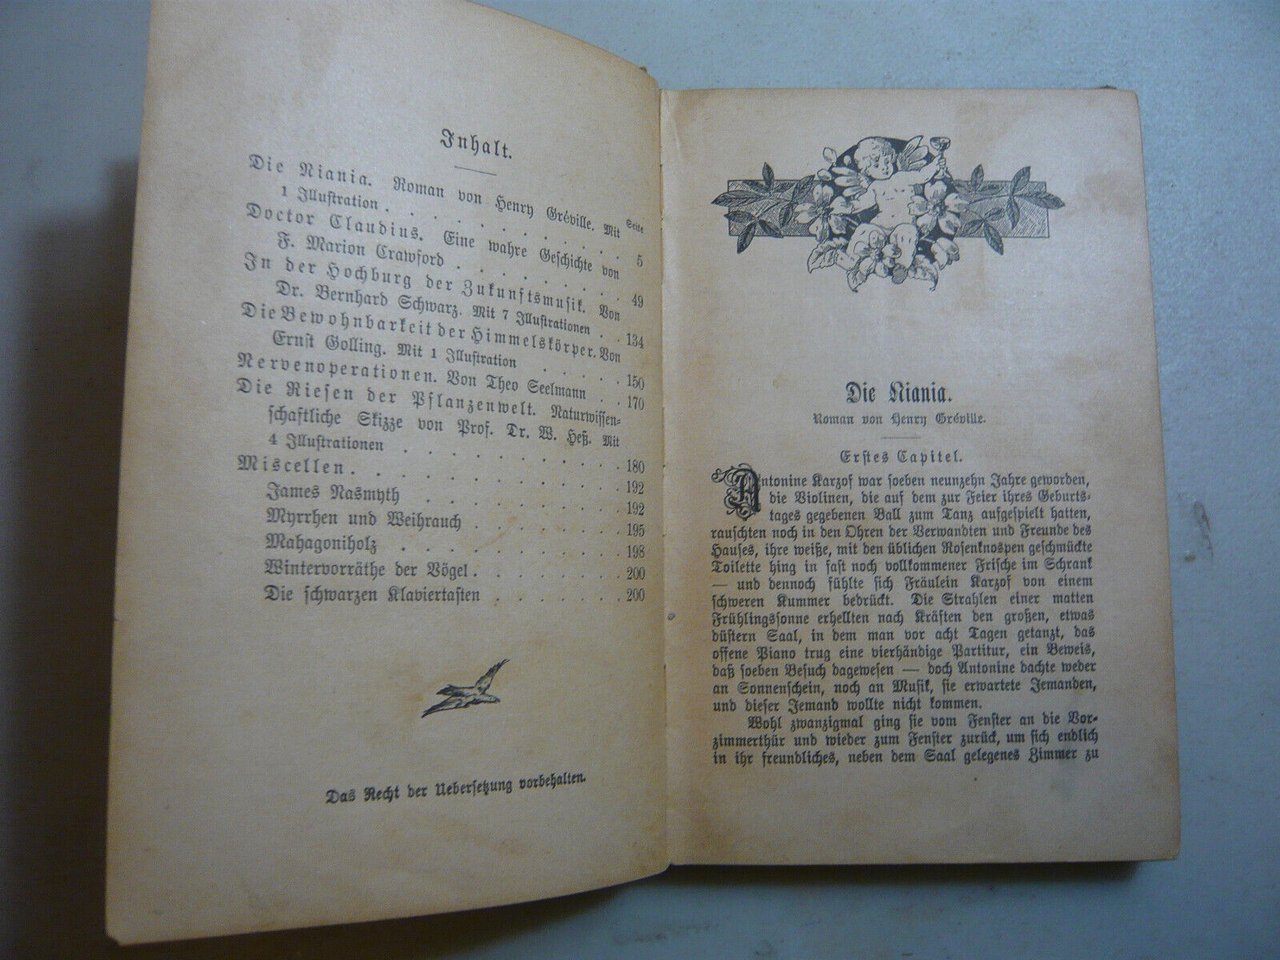 Inhalt.
Seite
Die Niania. Roman von Henry Gréville. Mit
1 Illustration . . . . . . . . . . 5
Doctor Claudius. Eine wahre Geschichte von
F. Marion Crawford . . . . . . . . 49
In der Hochburg der Zukunftsmusik. Von
Dr. Bernhard Schwarz. Mit 7 Illustrationen . . 134
Die Bewohnbarkeit der Himmelskörper. Von
Ernst Golling. Mit 1 Illustration . . . . . 150
Nervenoperationen. Von Theo Seelmann . . . 170
Die Riesen der Pflanzenwelt. Naturwissen-
schaftliche Skizze von Prof. Dr. W. Heß. Mit
4 Illustrationen . . . . . . . . . . 180
Miscellen . . . . . . . . . . . . 192
James Nasmyth . . . . . . . . . 192
Myrrhen und Weihrauch . . . . . . . 195
Mahagoniholz . . . . . . . . . . 198
Wintervorräthe der Vögel . . . . . . . 200
Die schwarzen Klaviertasten . . . . . . 200
Das Recht der Uebersetzung vorbehalten.
Die Niania.
Roman von Henry Gréville.
Erstes Capitel.
Antonine Karzof war soeben neunzehn Jahre geworden,
die Violinen, die auf dem zur Feier ihres Geburts-
tages gegebenen Ball zum Tanz aufgespielt hatten,
rauschten noch in den Ohren der Verwandten und Freunde des
Hauses, ihre weiße, mit den üblichen Rosenknospen geschmückte
Toilette hing in fast noch vollkommener Frische im Schrank
— und dennoch fühlte sich Fräulein Karzof von einem
schweren Kummer bedrückt. Die Strahlen einer matten
Frühlingssonne erhellten nach Kräften den großen, etwas
düstern Saal, in dem man vor acht Tagen getanzt, das
offene Piano trug eine vierhändige Partitur, ein Beweis,
daß soeben Besuch dagewesen — doch Antonine dachte weder
an Sonnenschein, noch an Musik, sie erwartete Jemanden,
und dieser Jemand wollte nicht kommen.
Wohl zwanzigmal ging sie vom Fenster an die Vor-
zimmerthür und wieder zum Fenster zurück, um sich endlich
in ihr freundliches, neben dem Saal gelegenes Zimmer zu